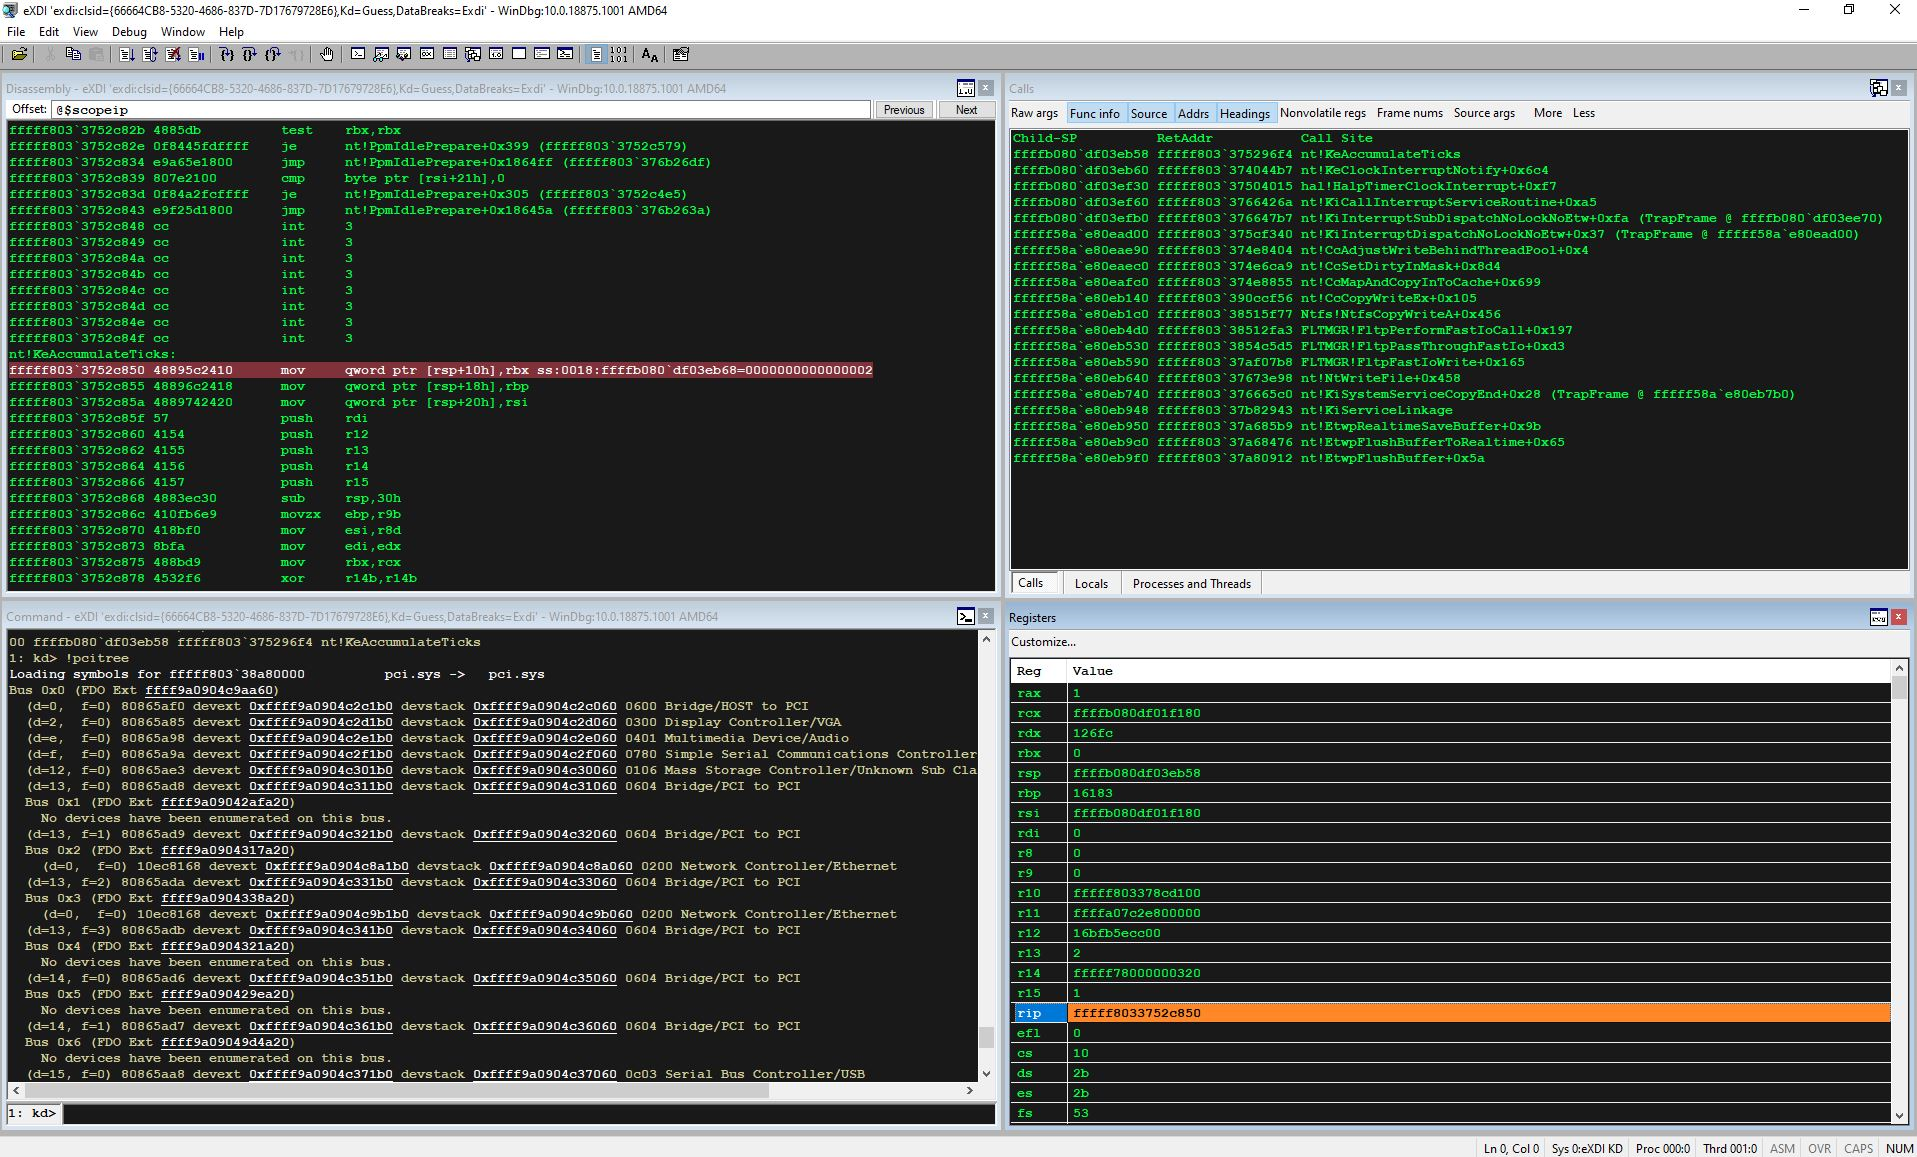 eXDI 'exdi:clsid={66664CB8-5320-4686-837D-7D17679728E6},Kd=Guess,DataBreaks=Exdi' - WinDbg:10.0.18875.1001 AMD64
File Edit View Debug Window Help
Disassembly - eXDI 'exdi:clsid={66664CB8-5320-4686-837D-7D17679728E6},Kd=Guess,DataBreaks=Exdi' - WinDbg:10.0.18875.1001 AMD64
Offset: @$scopeip Previous Next
fffff803`3752c82b 4885db test rbx,rbx
fffff803`3752c82e 0f8445fdffff je nt!PpmIdlePrepare+0x399 (fffff803`3752c579)
fffff803`3752c834 e9a65e1800 jmp nt!PpmIdlePrepare+0x1864ff (fffff803`376b26df)
fffff803`3752c839 807e2100 cmp byte ptr [rsi+21h],0
fffff803`3752c83d 0f84a2fcffff je nt!PpmIdlePrepare+0x305 (fffff803`3752c4e5)
fffff803`3752c843 e9f25d1800 jmp nt!PpmIdlePrepare+0x18645a (fffff803`376b263a)
fffff803`3752c848 cc int 3
fffff803`3752c849 cc int 3
fffff803`3752c84a cc int 3
fffff803`3752c84b cc int 3
fffff803`3752c84c cc int 3
fffff803`3752c84d cc int 3
fffff803`3752c84e cc int 3
fffff803`3752c84f cc int 3
nt!KeAccumulateTicks:
fffff803`3752c850 48895c2410 mov qword ptr [rsp+10h],rbx ss:0018:ffffb080`df03eb68=0000000000000002
fffff803`3752c855 48896c2418 mov qword ptr [rsp+18h],rbp
fffff803`3752c85a 4889742420 mov qword ptr [rsp+20h],rsi
fffff803`3752c85f 57 push rdi
fffff803`3752c860 4154 push r12
fffff803`3752c862 4155 push r13
fffff803`3752c864 4156 push r14
fffff803`3752c866 4157 push r15
fffff803`3752c868 4883ec30 sub rsp,30h
fffff803`3752c86c 410fb6e9 movzx ebp,r9b
fffff803`3752c870 418bf0 mov esi,r8d
fffff803`3752c873 8bfa mov edi,edx
fffff803`3752c875 488bd9 mov rbx,rcx
fffff803`3752c878 4532f6 xor r14b,r14b
Calls
Raw args Func info Source Addrs Headings Nonvolatile regs Frame nums Source args More Less
Child-SP RetAddr Call Site
ffffb080`df03eb58 fffff803`375296f4 nt!KeAccumulateTicks
ffffb080`df03eb60 fffff803`374044b7 nt!KeClockInterruptNotify+0x6c4
ffffb080`df03ef30 fffff803`37504015 hal!HalpTimerClockInterrupt+0xf7
ffffb080`df03ef60 fffff803`3766426a nt!KiCallInterruptServiceRoutine+0xa5
ffffb080`df03efb0 fffff803`376647b7 nt!KiInterruptSubDispatchNoLockNoEtw+0xfa (TrapFrame @ ffffb080`df03ee70)
fffff58a`e80ead00 fffff803`375cf340 nt!KiInterruptDispatchNoLockNoEtw+0x37 (TrapFrame @ fffff58a`e80ead00)
fffff58a`e80eae90 fffff803`374e8404 nt!CcAdjustWriteBehindThreadPool+0x4
fffff58a`e80eaec0 fffff803`374e6ca9 nt!CcSetDirtyInMask+0x8d4
fffff58a`e80eafc0 fffff803`374e8855 nt!CcMapAndCopyInToCache+0x699
fffff58a`e80eb140 fffff803`390ccf56 nt!CcCopyWriteEx+0x105
fffff58a`e80eb1c0 fffff803`38515f77 Ntfs!NtfsCopyWriteA+0x456
fffff58a`e80eb4d0 fffff803`38512fa3 FLTMGR!FltpPerformFastIoCall+0x197
fffff58a`e80eb530 fffff803`3854c5d5 FLTMGR!FltpPassThroughFastIo+0xd3
fffff58a`e80eb590 fffff803`37af07b8 FLTMGR!FltpFastIoWrite+0x165
fffff58a`e80eb640 fffff803`37673e98 nt!NtWriteFile+0x458
fffff58a`e80eb740 fffff803`376665c0 nt!KiSystemServiceCopyEnd+0x28 (TrapFrame @ fffff58a`e80eb7b0)
fffff58a`e80eb948 fffff803`37b82943 nt!KiServiceLinkage
fffff58a`e80eb950 fffff803`37a685b9 nt!EtwpRealtimeSaveBuffer+0x9b
fffff58a`e80eb9c0 fffff803`37a68476 nt!EtwpFlushBufferToRealtime+0x65
fffff58a`e80eb9f0 fffff803`37a80912 nt!EtwpFlushBuffer+0x5a
Calls Locals Processes and Threads
Command - eXDI 'exdi:clsid={66664CB8-5320-4686-837D-7D17679728E6},Kd=Guess,DataBreaks=Exdi' - WinDbg:10.0.18875.1001 AMD64
00 ffffb080`df03eb58 fffff803`375296f4 nt!KeAccumulateTicks
1: kd> !pcitree
Loading symbols for fffff803`38a80000 pci.sys -> pci.sys
Bus 0x0 (FDO Ext ffff9a0904c9aa60)
(d=0, f=0) 80865af0 devext 0xffff9a0904c2c1b0 devstack 0xffff9a0904c2c060 0600 Bridge/HOST to PCI
(d=2, f=0) 80865a85 devext 0xffff9a0904c2d1b0 devstack 0xffff9a0904c2d060 0300 Display Controller/VGA
(d=e, f=0) 80865a98 devext 0xffff9a0904c2e1b0 devstack 0xffff9a0904c2e060 0401 Multimedia Device/Audio
(d=f, f=0) 80865a9a devext 0xffff9a0904c2f1b0 devstack 0xffff9a0904c2f060 0780 Simple Serial Communications Controller
(d=12, f=0) 80865ae3 devext 0xffff9a0904c301b0 devstack 0xffff9a0904c30060 0106 Mass Storage Controller/Unknown Sub Cla
(d=13, f=0) 80865ad8 devext 0xffff9a0904c311b0 devstack 0xffff9a0904c31060 0604 Bridge/PCI to PCI
Bus 0x1 (FDO Ext ffff9a09042afa20)
No devices have been enumerated on this bus.
(d=13, f=1) 80865ad9 devext 0xffff9a0904c321b0 devstack 0xffff9a0904c32060 0604 Bridge/PCI to PCI
Bus 0x2 (FDO Ext ffff9a0904317a20)
(d=0, f=0) 10ec8168 devext 0xffff9a0904c8a1b0 devstack 0xffff9a0904c8a060 0200 Network Controller/Ethernet
(d=13, f=2) 80865ada devext 0xffff9a0904c331b0 devstack 0xffff9a0904c33060 0604 Bridge/PCI to PCI
Bus 0x3 (FDO Ext ffff9a0904338a20)
(d=0, f=0) 10ec8168 devext 0xffff9a0904c9b1b0 devstack 0xffff9a0904c9b060 0200 Network Controller/Ethernet
(d=13, f=3) 80865adb devext 0xffff9a0904c341b0 devstack 0xffff9a0904c34060 0604 Bridge/PCI to PCI
Bus 0x4 (FDO Ext ffff9a0904321a20)
No devices have been enumerated on this bus.
(d=14, f=0) 80865ad6 devext 0xffff9a0904c351b0 devstack 0xffff9a0904c35060 0604 Bridge/PCI to PCI
Bus 0x5 (FDO Ext ffff9a090429ea20)
No devices have been enumerated on this bus.
(d=14, f=1) 80865ad7 devext 0xffff9a0904c361b0 devstack 0xffff9a0904c36060 0604 Bridge/PCI to PCI
Bus 0x6 (FDO Ext ffff9a09049d4a20)
No devices have been enumerated on this bus.
(d=15, f=0) 80865aa8 devext 0xffff9a0904c371b0 devstack 0xffff9a0904c37060 0c03 Serial Bus Controller/USB
1: kd>
Registers
Customize...
Reg Value
rax 1
rcx ffffb080df01f180
rdx 126fc
rbx 0
rsp ffffb080df03eb58
rbp 16183
rsi ffffb080df01f180
rdi 0
r8 0
r9 0
r10 fffff803378cd100
r11 ffffa07c2e800000
r12 16bfb5ecc00
r13 2
r14 fffff78000000320
r15 1
rip fffff8033752c850
efl 0
cs 10
ds 2b
es 2b
fs 53
Ln 0, Col 0 Sys 0:eXDI KD Proc 000:0 Thrd 001:0 ASM OVR CAPS NUM